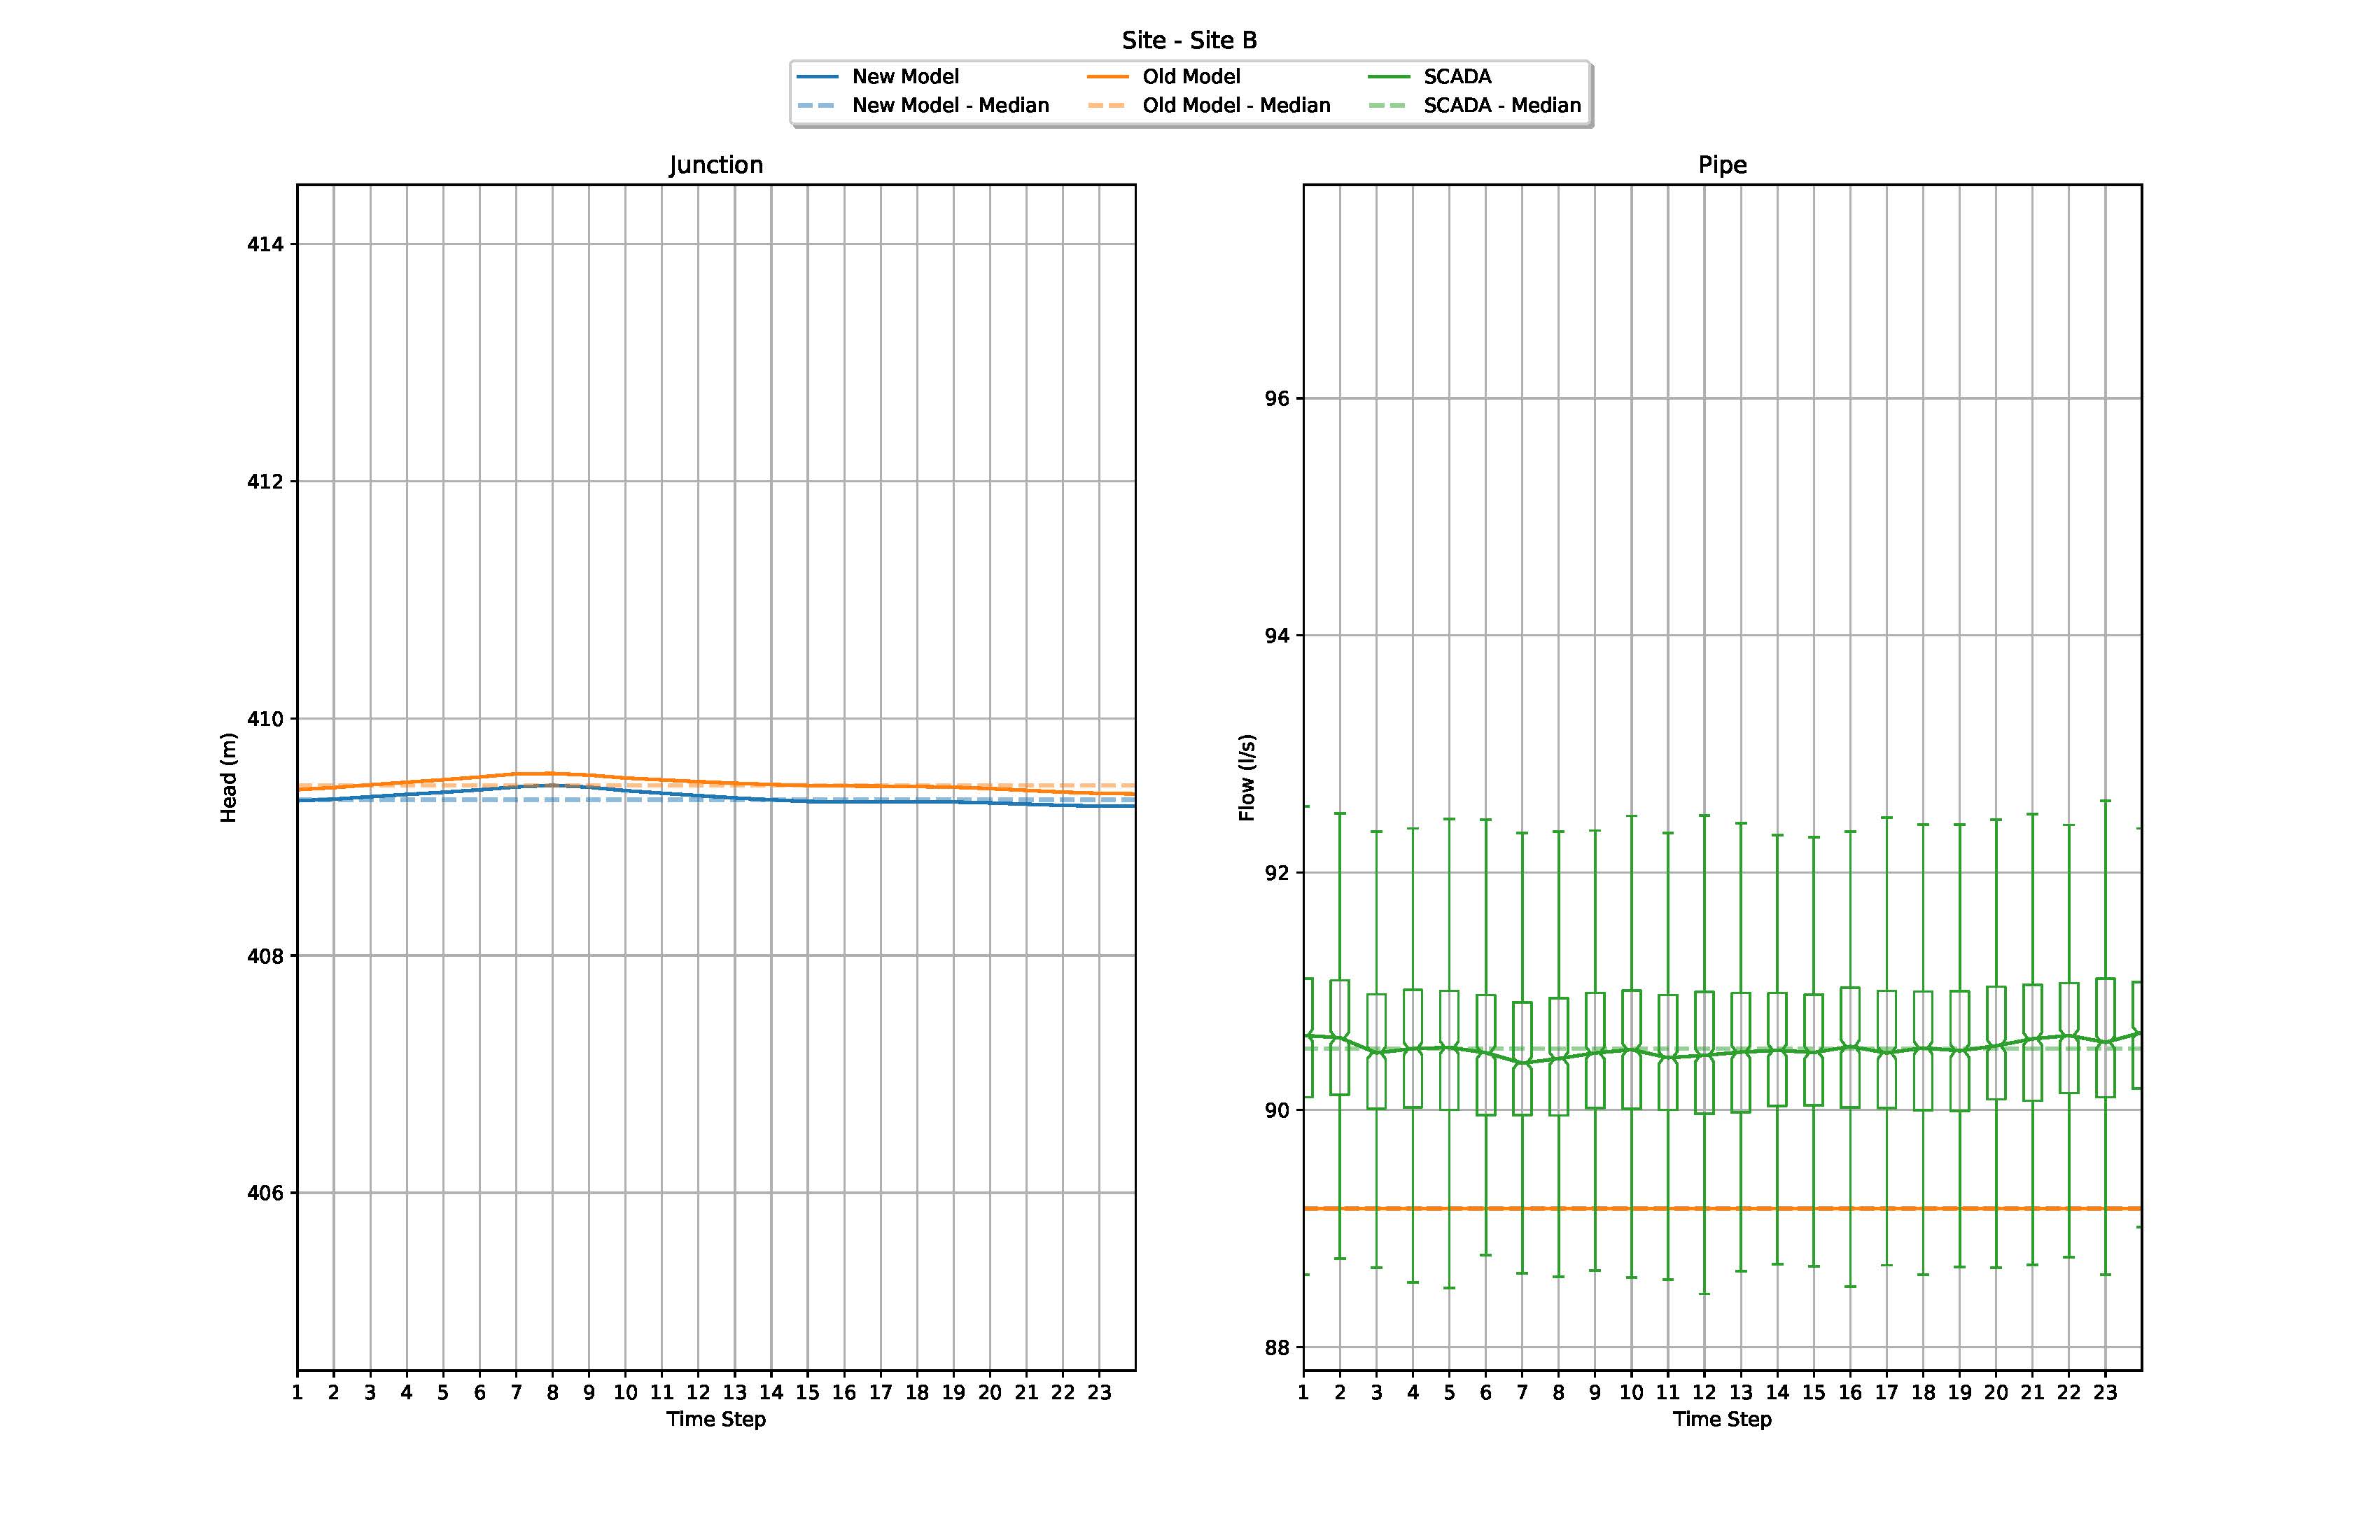 Site - Site B
New Model
Old Model
SCADA
New Model - Median
Old Model - Median
SCADA - Median
Junction
Pipe
414
412
410
408
406
Head (m)
1 2 3 4 5 6 7 8 9 10 11 12 13 14 15 16 17 18 19 20 21 22 23
Time Step
96
94
92
90
88
Flow (l/s)
1 2 3 4 5 6 7 8 9 10 11 12 13 14 15 16 17 18 19 20 21 22 23
Time Step